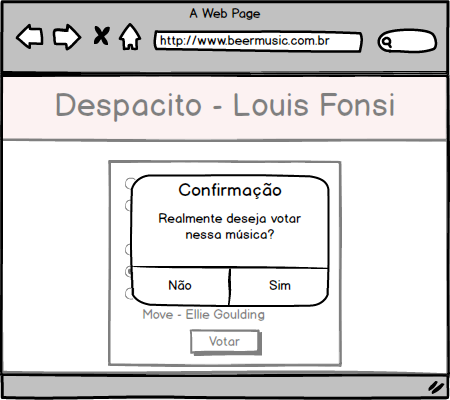 A Web Page
http://www.beermusic.com.br
Despacito - Louis Fonsi
Confirmação
Realmente deseja votar
nessa música?
Não Sim
Move - Ellie Goulding
Votar